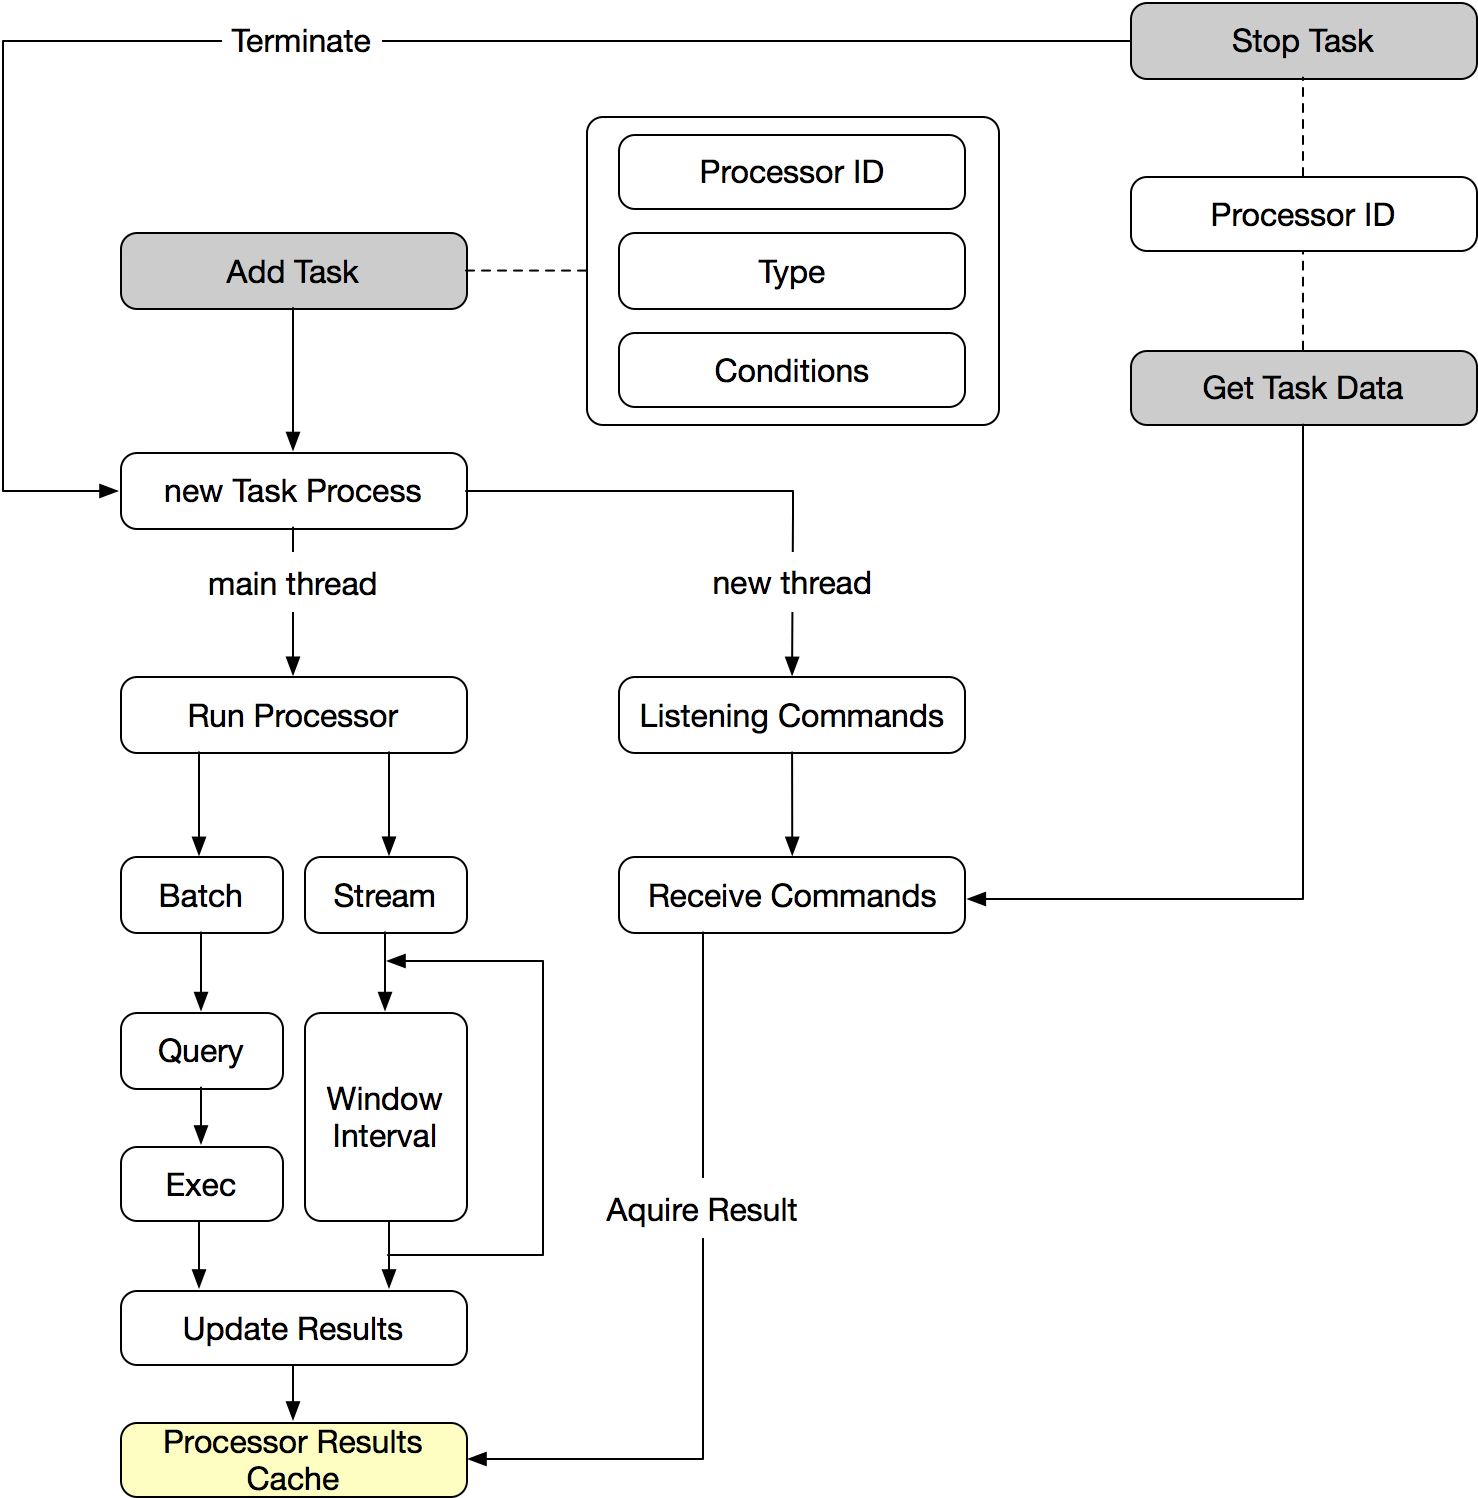 Terminate
Stop Task
Processor ID
Processor ID
Add Task
Type
Conditions
Get Task Data
new Task Process
main thread
new thread
Run Processor
Listening Commands
Batch
Stream
Receive Commands
Query
Window
Interval
Exec
Aquire Result
Update Results
Processor Results
Cache